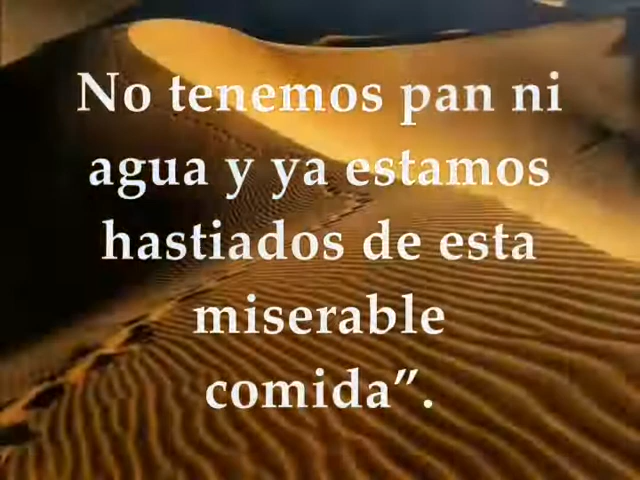 No tenemos pan ni
agua y ya estamos
hastiados de esta
miserable
comida”.